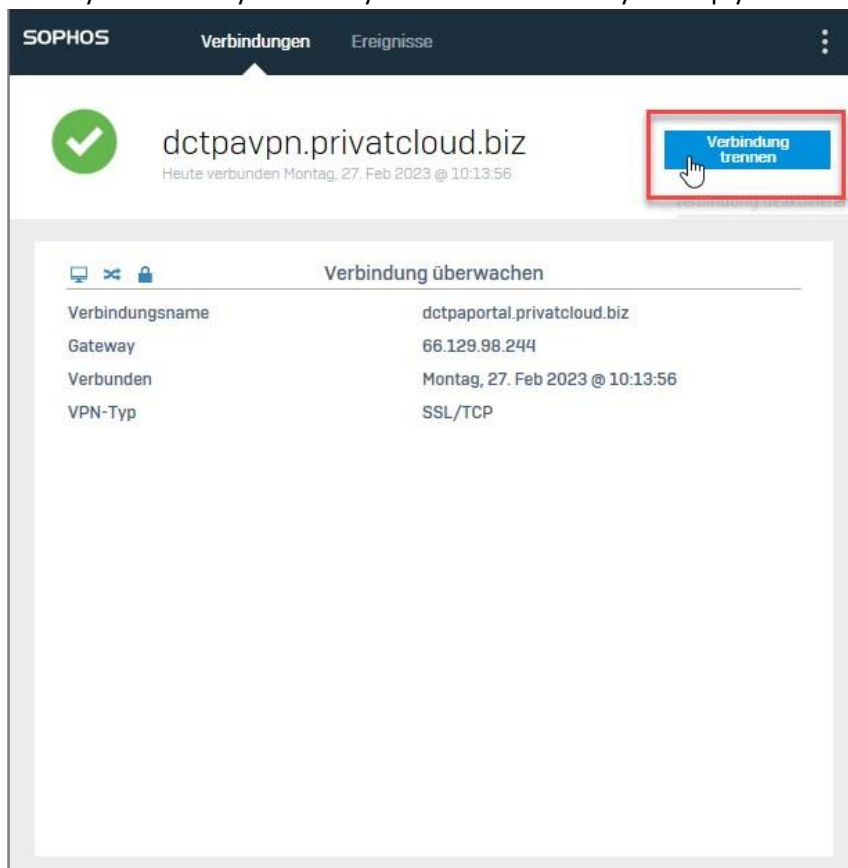 SOPHOS Verbindungen Ereignisse
dctpavpn.privatcloud.biz
Heute verbunden Montag, 27. Feb 2023 @ 10:13:56
Verbindung
trennen
Verbindung überwachen
Verbindungsname dctpaportal.privatcloud.biz
Gateway 66.129.98.244
Verbunden Montag, 27. Feb 2023 @ 10:13:56
VPN-Typ SSL/TCP